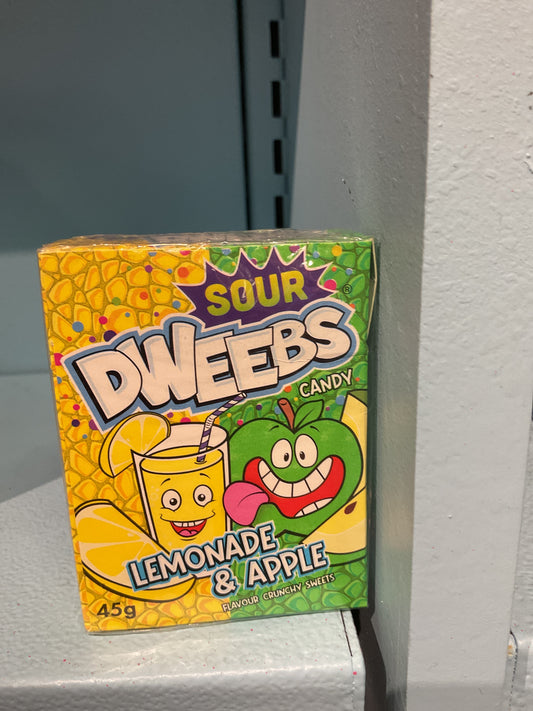 SOUR
DWEEBS®
CANDY
LEMONADE
& APPLE
FLAVOUR CRUNCHY SWEETS
45g